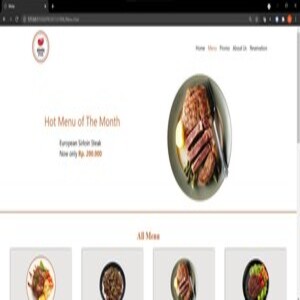 Menu
Home Menu Promo About Us Reservation
Hot Menu of The Month
European Sirloin Steak
Now only Rp. 200.000
All Menu